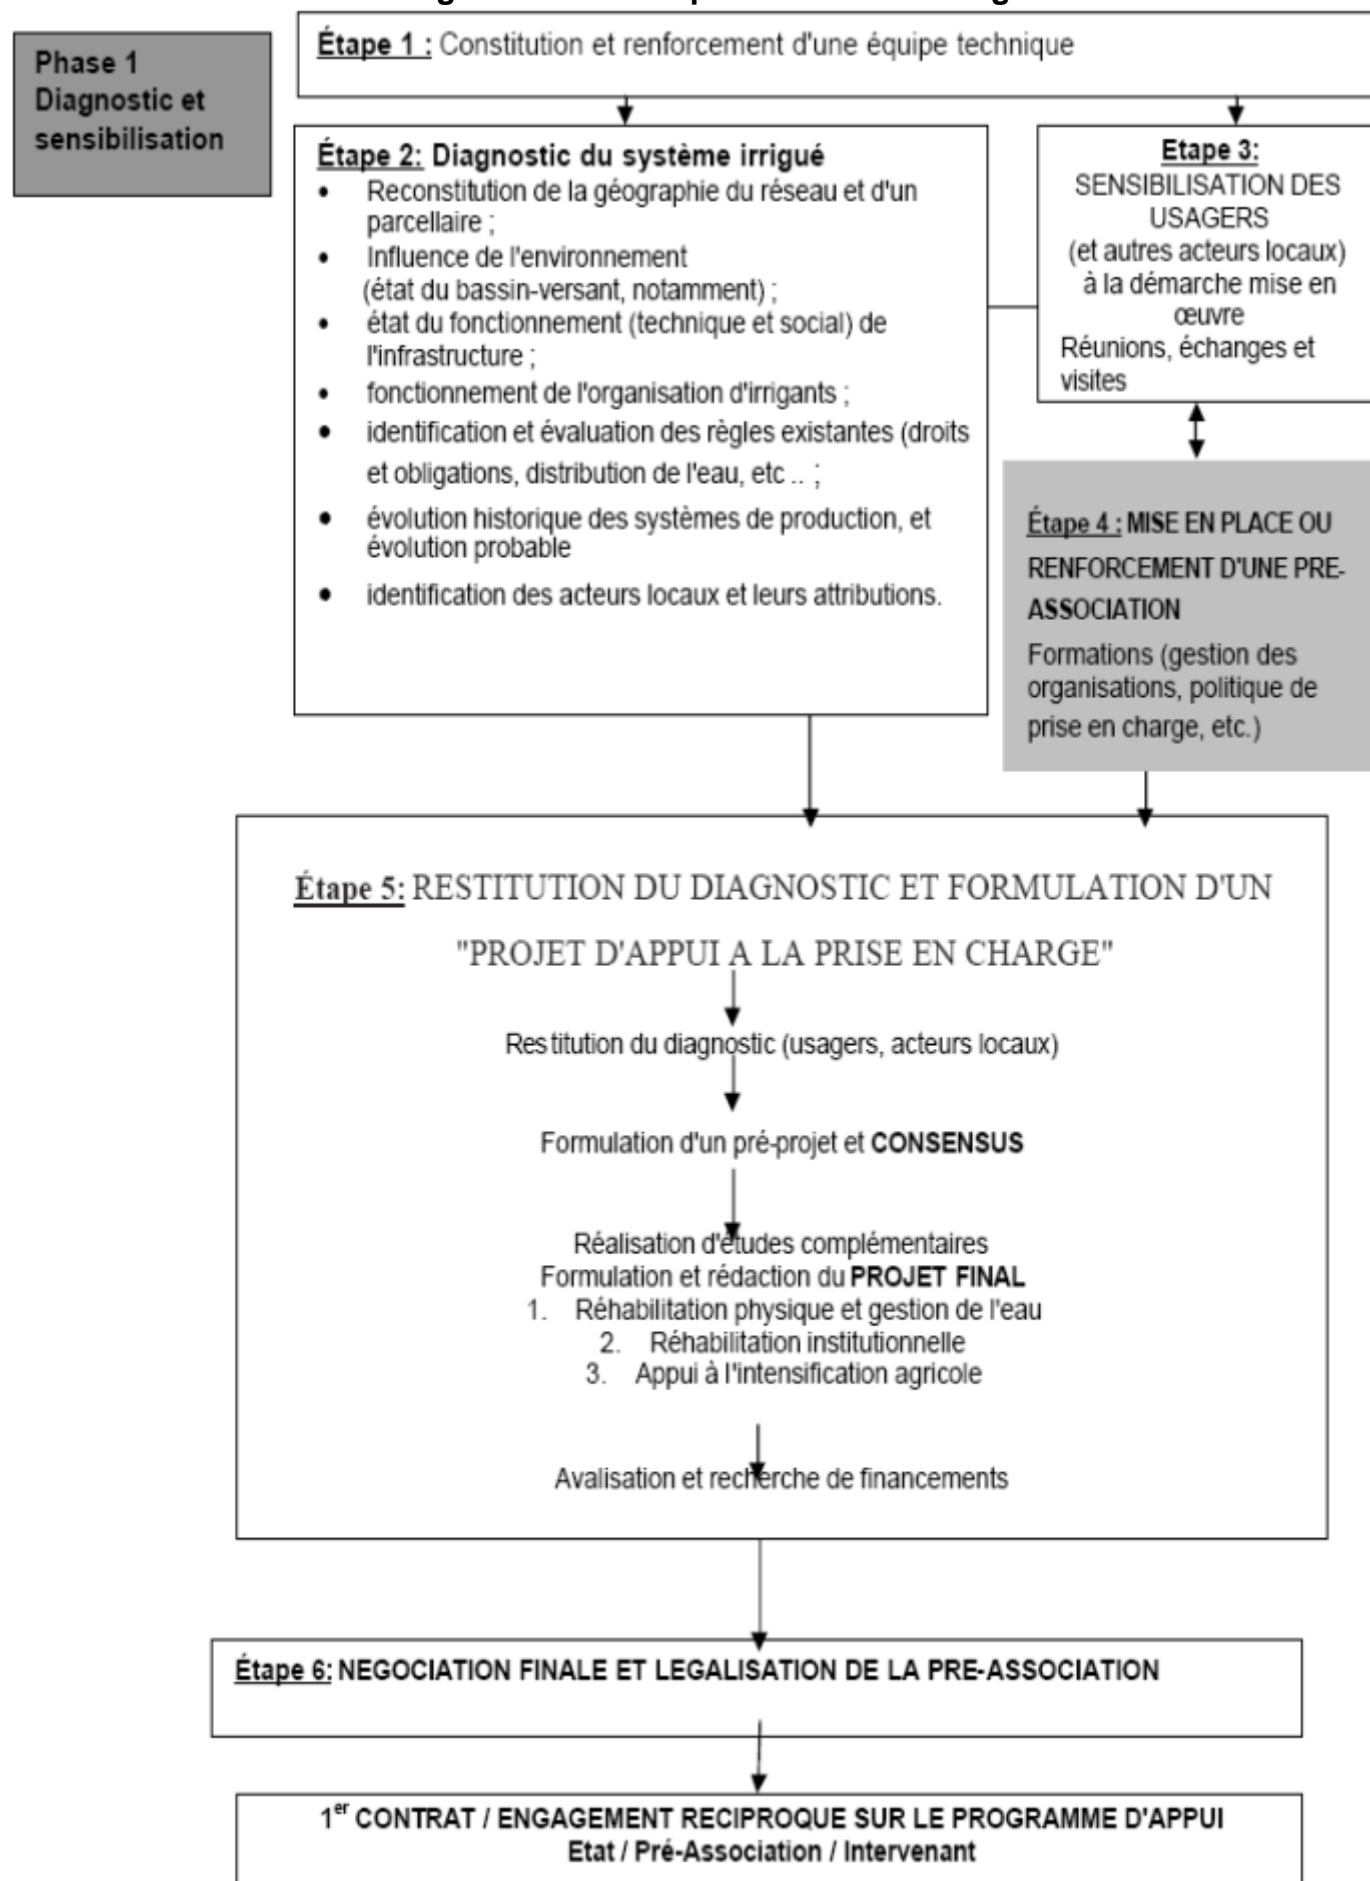 Phase 1
Diagnostic et
sensibilisation
Étape 1 : Constitution et renforcement d'une équipe technique
Étape 2: Diagnostic du système irrigué
• Reconstitution de la géographie du réseau et d'un
parcellaire ;
• Influence de l'environnement
(état du bassin-versant, notamment) ;
• état du fonctionnement (technique et social) de
l'infrastructure ;
• fonctionnement de l'organisation d'irrigants ;
• identification et évaluation des règles existantes (droits
et obligations, distribution de l'eau, etc .. ;
• évolution historique des systèmes de production, et
évolution probable
• identification des acteurs locaux et leurs attributions.
Etape 3:
SENSIBILISATION DES
USAGERS
(et autres acteurs locaux)
à la démarche mise en
œuvre
Réunions, échanges et
visites
Étape 4 : MISE EN PLACE OU
RENFORCEMENT D'UNE PRE-
ASSOCIATION
Formations (gestion des
organisations, politique de
prise en charge, etc.)
Étape 5: RESTITUTION DU DIAGNOSTIC ET FORMULATION D'UN
"PROJET D'APPUI A LA PRISE EN CHARGE"
Restitution du diagnostic (usagers, acteurs locaux)
Formulation d'un pré-projet et CONSENSUS
Réalisation d'études complémentaires
Formulation et rédaction du PROJET FINAL
1. Réhabilitation physique et gestion de l'eau
2. Réhabilitation institutionnelle
3. Appui à l'intensification agricole
Avalisation et recherche de financements
Étape 6: NEGOCIATION FINALE ET LEGALISATION DE LA PRE-ASSOCIATION
1er CONTRAT / ENGAGEMENT RECIPROQUE SUR LE PROGRAMME D'APPUI
Etat / Pré-Association / Intervenant